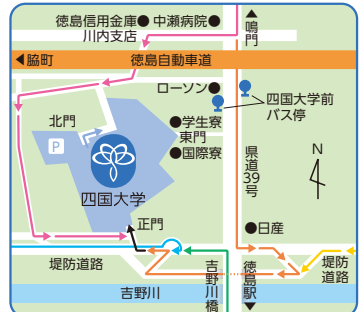 徳島信用金庫
川内支店
中瀬病院
鳴門
脇町
徳島自動車道
ローソン
四国大学前
バス停
学生寮
東門
国際寮
北門
P
四国大学
県道
39号
N
正門
日産
堤防道路
吉野川橋
徳島駅
堤防
道路
吉野川